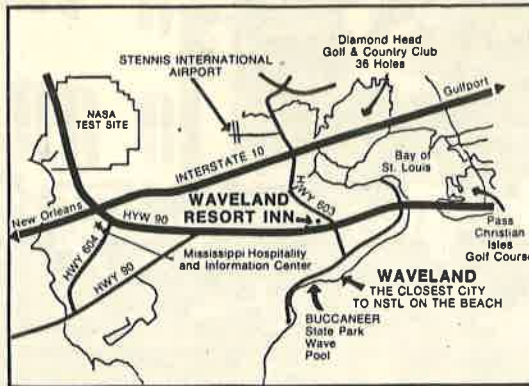 Diamond Head
Golf & Country Club
36 Holes
STENNIS INTERNATIONAL
AIRPORT
Gulfport
NASA
TEST SITE
INTERSTATE 10
Bay of
St. Louis
HWY 603
New Orleans
HYW 90
WAVELAND
RESORT INN
Pass
Christian
Isles
Golf Course
HWY 604
Mississippi Hospitality
and Information Center
HWY 90
WAVELAND
THE CLOSEST CITY
TO NSTL ON THE BEACH
BUCCANEER
State Park
Wave
Pool